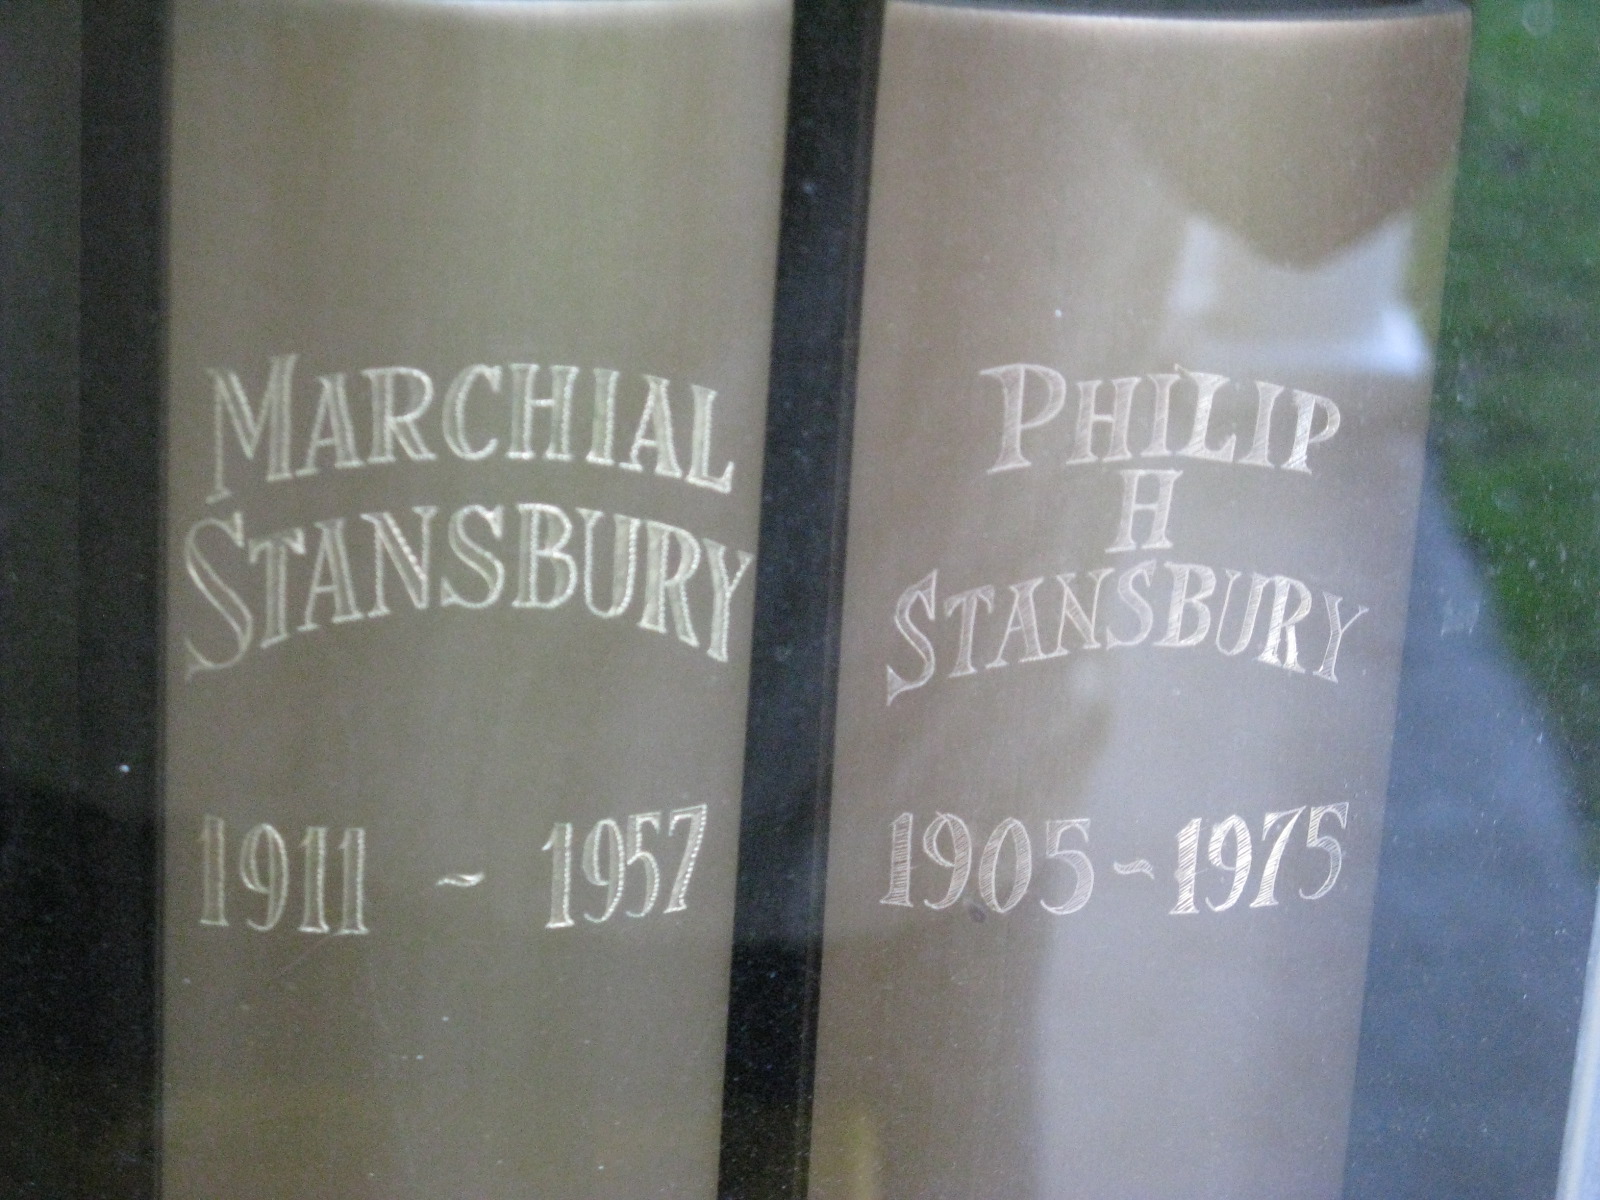 MARCHIAL
STANSBURY
1911 ~ 1957
PHILIP
H
STANSBURY
1905 ~ 1975